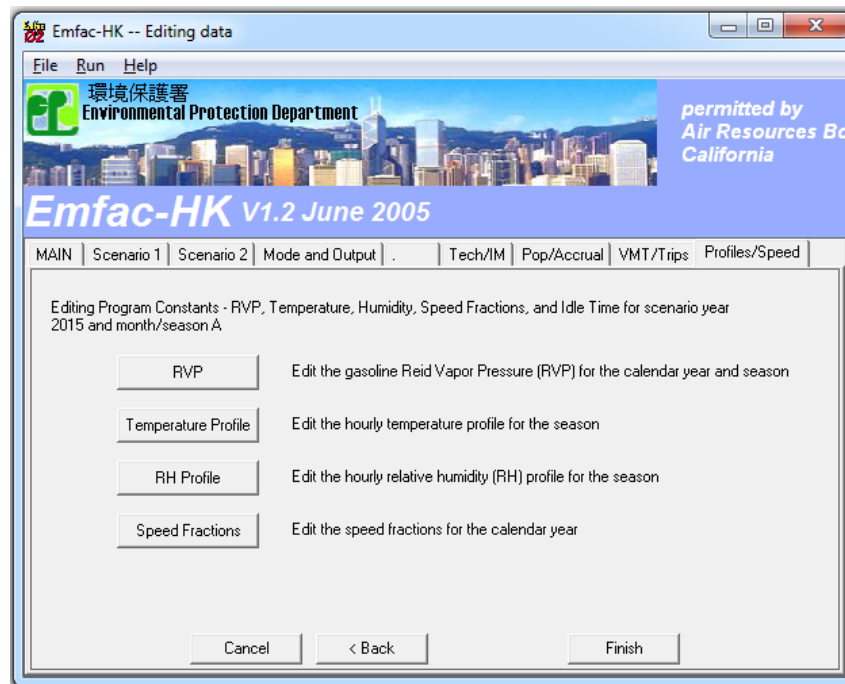 Emfac-HK -- Editing data
File Run Help
環境保護署
Environmental Protection Department
permitted by
Air Resources Bo
California
Emfac-HK V1.2 June 2005
MAIN Scenario 1 Scenario 2 Mode and Output . Tech/IM Pop/Accrual VMT/Trips Profiles/Speed
Editing Program Constants - RVP, Temperature, Humidity, Speed Fractions, and Idle Time for scenario year
2015 and month/season A
RVP Edit the gasoline Reid Vapor Pressure (RVP) for the calendar year and season
Temperature Profile Edit the hourly temperature profile for the season
RH Profile Edit the hourly relative humidity (RH) profile for the season
Speed Fractions Edit the speed fractions for the calendar year
Cancel < Back Finish